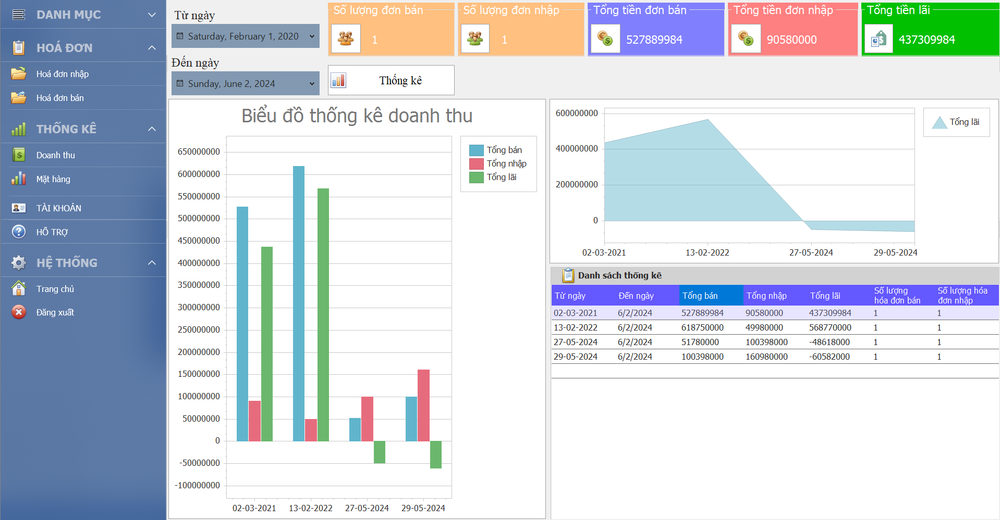 DANH MỤC
HOÁ ĐƠN
Hoá đơn nhập
Hoá đơn bán
THỐNG KÊ
Doanh thu
Mặt hàng
TÀI KHOẢN
HỖ TRỢ
HỆ THỐNG
Trang chủ
Đăng xuất
Từ ngày
Saturday, February 1, 2020
Đến ngày
Sunday, June 2, 2024
Số lượng đơn bán
1
Số lượng đơn nhập
1
Tổng tiền đơn bán
527889984
Tổng tiền đơn nhập
90580000
Tổng tiền lãi
437309984
Thống kê
Biểu đồ thống kê doanh thu
650000000
600000000
550000000
500000000
450000000
400000000
350000000
300000000
250000000
200000000
150000000
100000000
50000000
0
-50000000
-100000000
02-03-2021 13-02-2022 27-05-2024 29-05-2024
Tổng bán
Tổng nhập
Tổng lãi
600000000
400000000
200000000
0
02-03-2021 13-02-2022 27-05-2024 29-05-2024
Tổng lãi
Danh sách thống kê
Từ ngày Đến ngày Tổng bán Tổng nhập Tổng lãi Số lượng hóa đơn bán Số lượng hóa đơn nhập
02-03-2021 6/2/2024 527889984 90580000 437309984 1 1
13-02-2022 6/2/2024 618750000 49980000 568770000 1 1
27-05-2024 6/2/2024 51780000 100398000 -48618000 1 1
29-05-2024 6/2/2024 100398000 160980000 -60582000 1 1